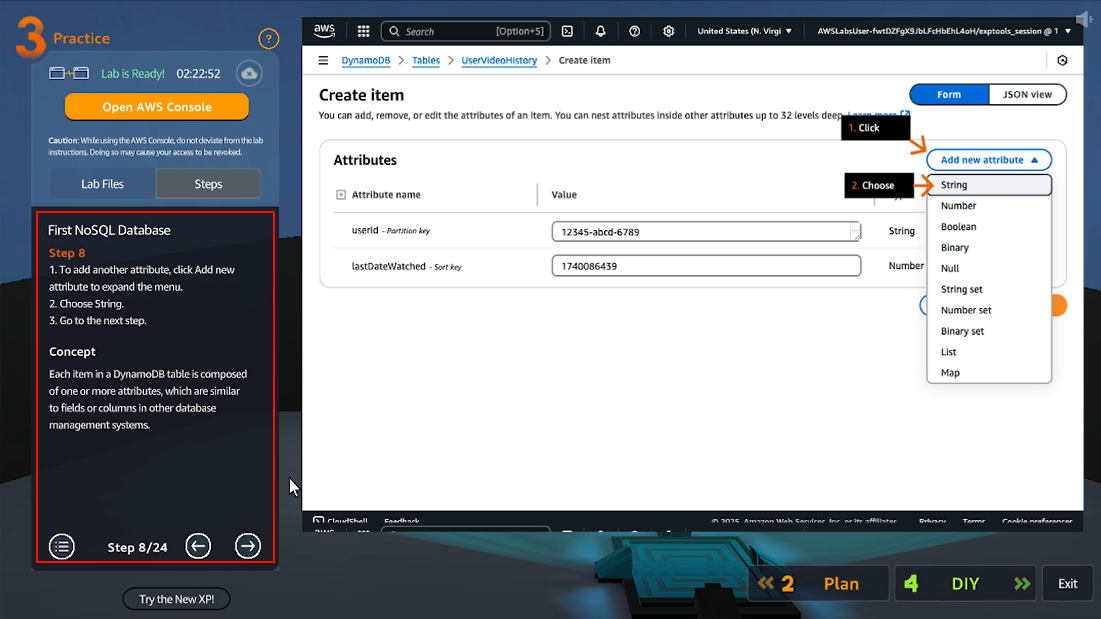 3 Practice
?
Lab is Ready! 02:22:52
Open AWS Console
Caution: While using the AWS Console, do not deviate from the lab
instructions. Doing so may cause your access to be revoked.
Lab Files
Steps
First NoSQL Database
Step 8
1. To add another attribute, click Add new
attribute to expand the menu.
2. Choose String.
3. Go to the next step.
Concept
Each item in a DynamoDB table is composed
of one or more attributes, which are similar
to fields or columns in other database
management systems.
Step 8/24
Try the New XP!
aws
Search [Option+S]
United States (N. Virgi
AWSLabsUser-fwtDZFgX9JbLFcHbEhL4oH/exptools_session @ 1
DynamoDB > Tables > UserVideoHistory > Create item
Create item
Form
JSON view
You can add, remove, or edit the attributes of an item. You can nest attributes inside other attributes up to 32 levels deep. Learn more
1. Click
Attributes
Add new attribute
2. Choose
Attribute name
Value
userId - Partition key
12345-abcd-6789
String
lastDateWatched - Sort key
1740086439
Number
String
Number
Boolean
Binary
Null
String set
Number set
Binary set
List
Map
CloudShell Feedback
© 2025, Amazon Web Services, Inc. or its affiliates.
Privacy Terms Cookie preferences
2 Plan
4 DIY
Exit